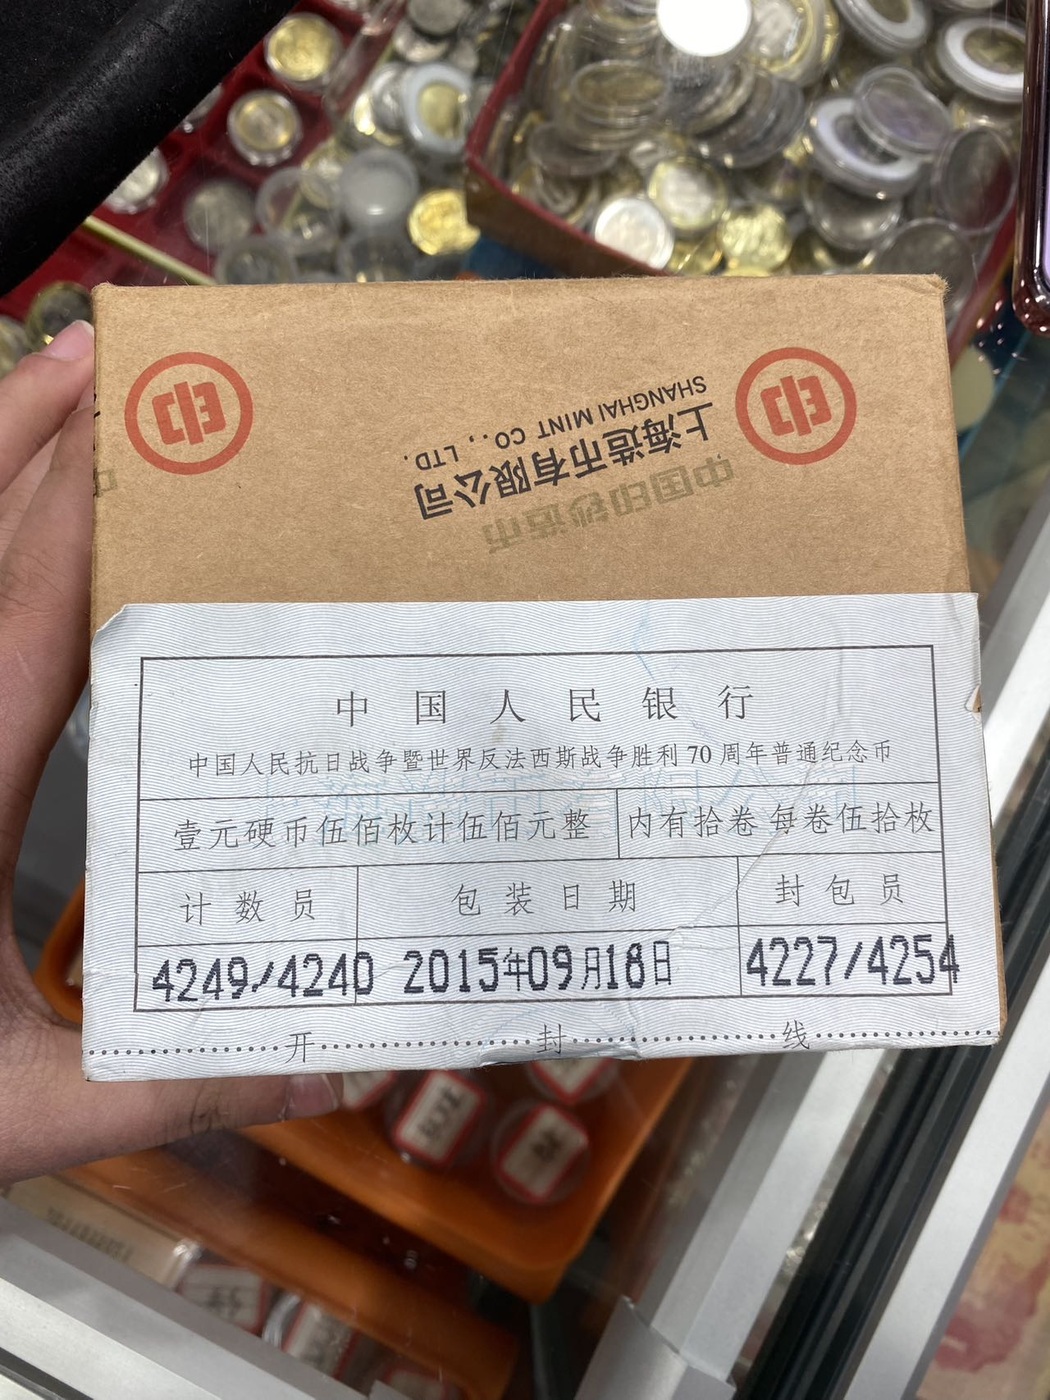 中国印钞造币
上海造币有限公司
SHANGHAI MINT CO., LTD.
中国人民银行
中国人民抗日战争暨世界反法西斯战争胜利70周年普通纪念币
壹元硬币伍佰枚计伍佰元整 内有拾卷 每卷伍拾枚
计数员 包装日期 封包员
4249/4240 2015年09月18日 4227/4254
开封线